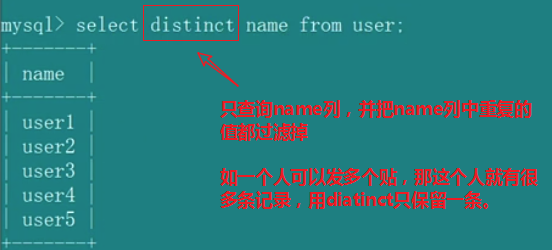 mysql> select distinct name from user;
+-------+
| name |
+-------+
| user1 |
| user2 |
| user3 |
| user4 |
| user5 |
+-------+
只查询name列，并把name列中重复的
值都过滤掉
如一个人可以发多个贴，那这个人就有很
多条记录，用diatinct只保留一条。